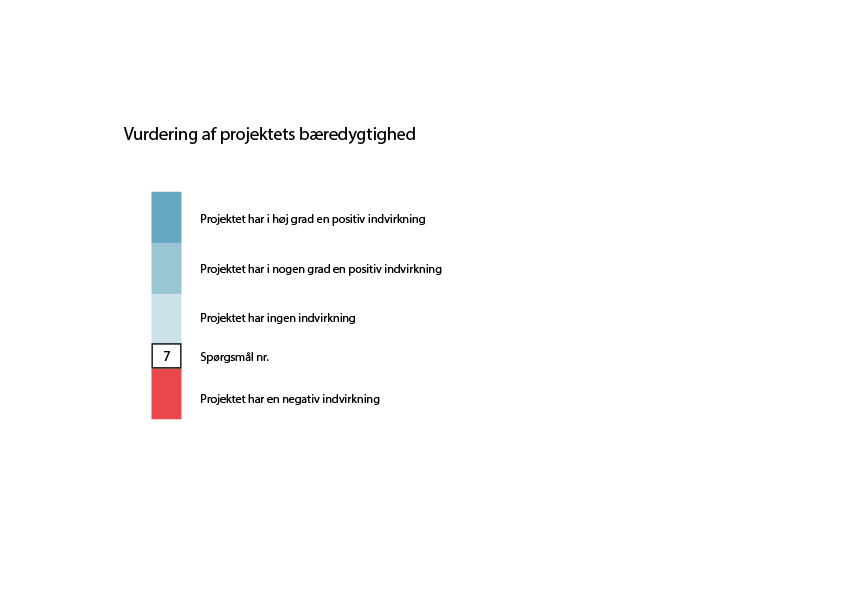 Vurdering af projektets bæredygtighed
Projektet har i høj grad en positiv indvirkning
Projektet har i nogen grad en positiv indvirkning
Projektet har ingen indvirkning
7 Spørgsmål nr.
Projektet har en negativ indvirkning